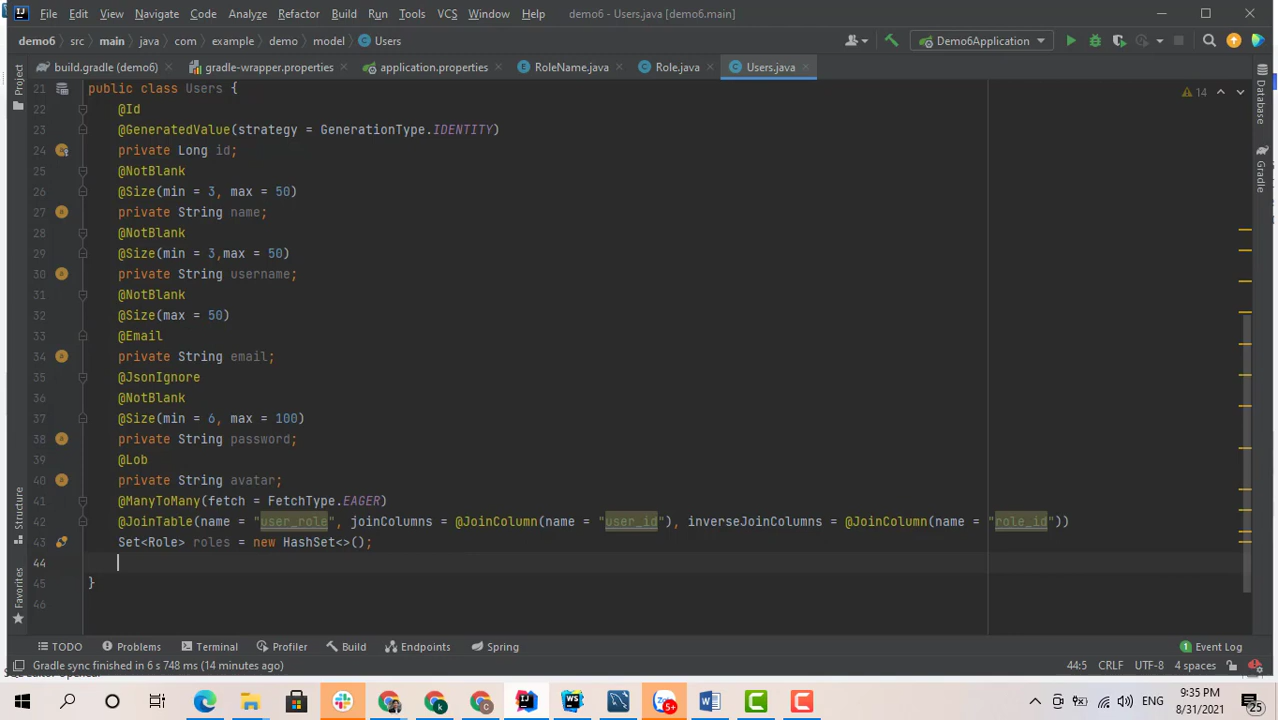 File Edit View Navigate Code Analyze Refactor Build Run Tools VCS Window Help demo6 - Users.java [demo6.main]
demo6 src main java com example demo model Users Demo6Application
build.gradle (demo6) gradle-wrapper.properties application.properties RoleName.java Role.java Users.java
Project
Structure
Favorites
Database
Gradle
14
21 public class Users {
22 @Id
23 @GeneratedValue(strategy = GenerationType.IDENTITY)
24 private Long id;
25 @NotBlank
26 @Size(min = 3, max = 50)
27 private String name;
28 @NotBlank
29 @Size(min = 3,max = 50)
30 private String username;
31 @NotBlank
32 @Size(max = 50)
33 @Email
34 private String email;
35 @JsonIgnore
36 @NotBlank
37 @Size(min = 6, max = 100)
38 private String password;
39 @Lob
40 private String avatar;
41 @ManyToMany(fetch = FetchType.EAGER)
42 @JoinTable(name = "user_role", joinColumns = @JoinColumn(name = "user_id"), inverseJoinColumns = @JoinColumn(name = "role_id"))
43 Set<Role> roles = new HashSet<>();
44
45 }
46
TODO Problems Terminal Profiler Build Endpoints Spring 1 Event Log
Gradle sync finished in 6 s 748 ms (14 minutes ago) 44:5 CRLF UTF-8 4 spaces
ENG 9:35 PM
8/31/2021 25